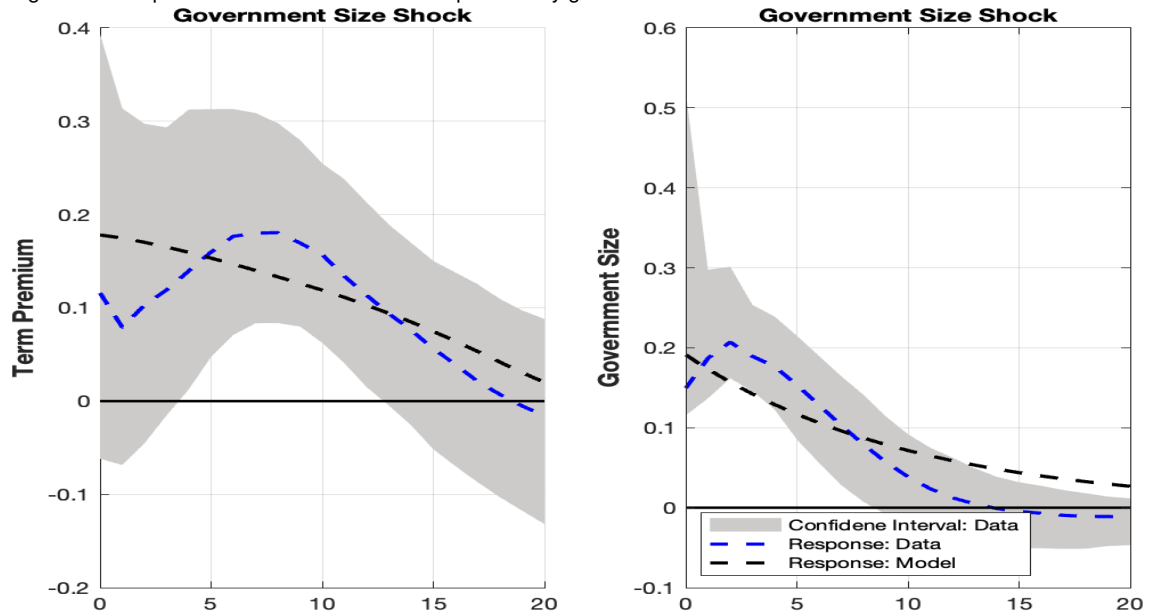 Government Size Shock
Term Premium
0.4
0.3
0.2
0.1
0
-0.1
-0.2
0 5 10 15 20
Government Size Shock
Government Size
0.6
0.5
0.4
0.3
0.2
0.1
0
-0.1
0 5 10 15 20
Confidene Interval: Data
Response: Data
Response: Model